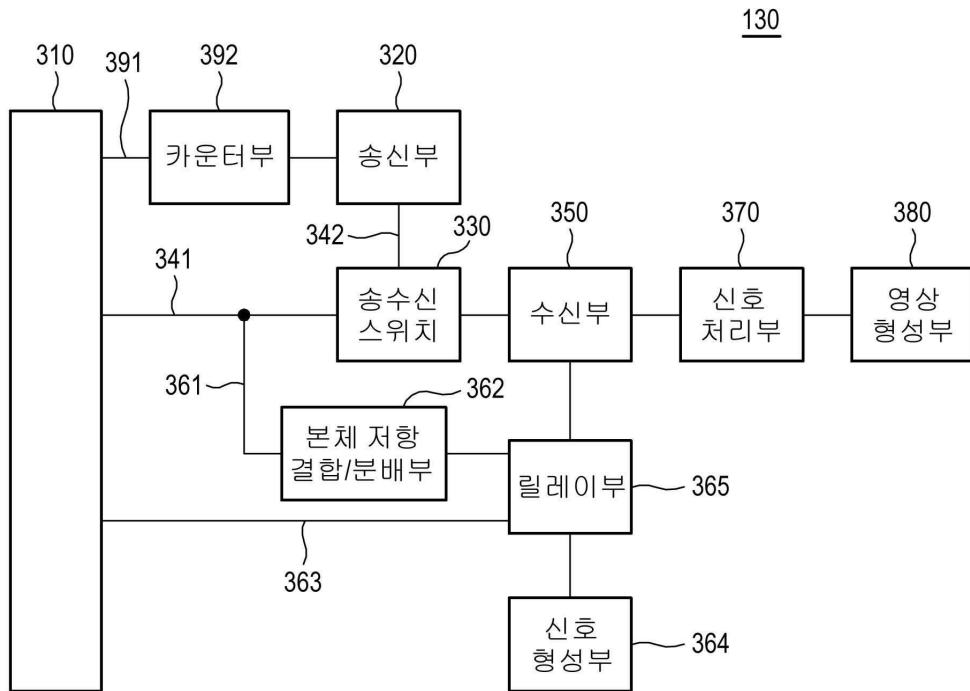 130
310
391
392
320
카운터부
송신부
342
330
350
370
380
341
송수신
스위치
수신부
신호
처리부
영상
형성부
361
362
본체 저항
결합/분배부
릴레이부
365
363
신호
형성부
364